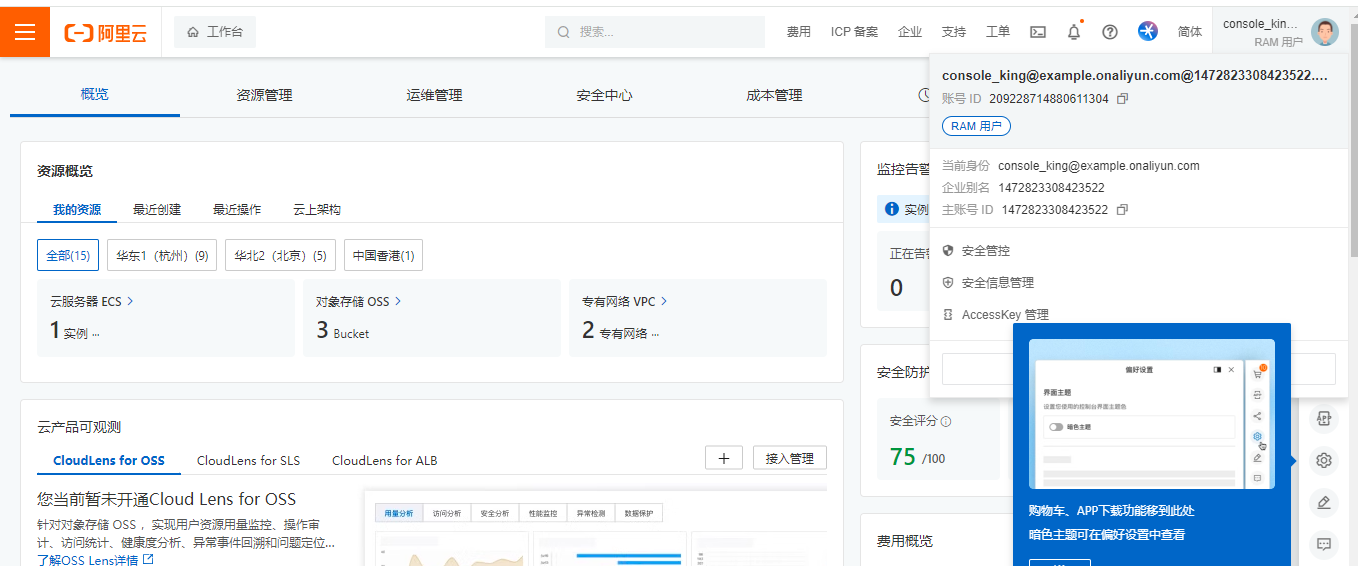 阿里云
工作台
搜索...
费用
ICP 备案
企业
支持
工单
简体
console_kin...
RAM 用户
概览
资源管理
运维管理
安全中心
成本管理
console_king@example.onaliyun.com@1472823308423522....
账号 ID 209228714880611304
RAM 用户
当前身份 console_king@example.onaliyun.com
企业别名 1472823308423522
主账号 ID 1472823308423522
安全管控
安全信息管理
AccessKey 管理
资源概览
我的资源
最近创建
最近操作
云上架构
全部(15)
华东1（杭州）(9)
华北2（北京）(5)
中国香港(1)
云服务器 ECS
1 实例 ...
对象存储 OSS
3 Bucket
专有网络 VPC
2 专有网络 ...
监控告警
实例
正在告
0
安全防护
安全评分
75 /100
费用概览
云产品可观测
CloudLens for OSS
CloudLens for SLS
CloudLens for ALB
+
接入管理
您当前暂未开通Cloud Lens for OSS
针对对象存储 OSS ，实现用户资源用量监控、操作审
计、访问统计、健康度分析、异常事件回溯和问题定位...
了解OSS Lens详情
用量分析
访问分析
安全分析
性能监控
异常检测
数据保护
偏好设置
界面主题
设置您使用的控制台界面主题色
暗色主题
购物车、APP下载功能移到此处
暗色主题可在偏好设置中查看